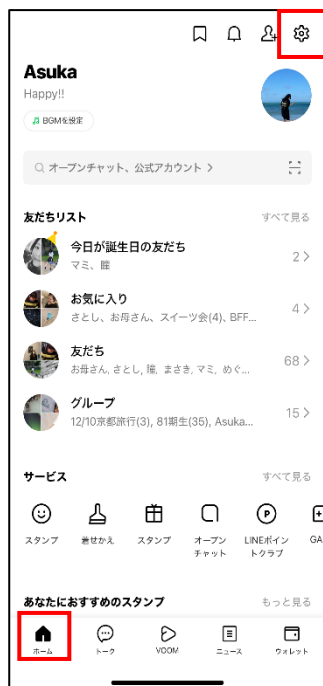 Asuka
Happy!!
BGMを設定
オープンチャット、公式アカウント >
友だちリスト すべて見る
今日が誕生日の友だち
マミ、瞳
2 >
お気に入り
さとし、お母さん、スイーツ会(4)、BFF...
4 >
友だち
お母さん, さとし, 瞳, まさき, マミ, めぐ...
68 >
グループ
12/10京都旅行(3), 81期生(35), Asuka...
15 >
サービス すべて見る
スタンプ 着せかえ スタンプ オープン LINEポイン GA
チャット トクラブ
あなたにおすすめのスタンプ もっと見る
ホーム トーク VOOM ニュース ウォレット